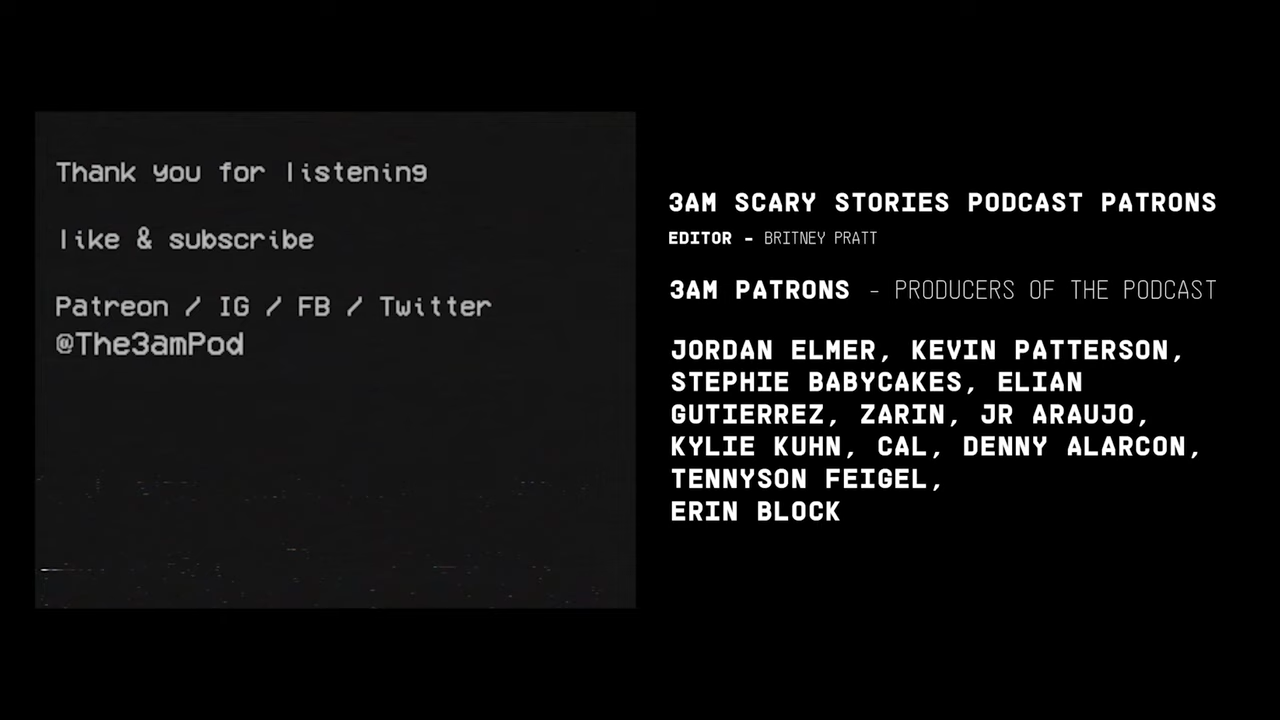 Thank you for listening
like & subscribe
Patreon / IG / FB / Twitter
@The3amPod
3AM SCARY STORIES PODCAST PATRONS
EDITOR - BRITNEY PRATT
3AM PATRONS - PRODUCERS OF THE PODCAST
JORDAN ELMER, KEVIN PATTERSON,
STEPHIE BABYCAKES, ELIAN
GUTIERREZ, ZARIN, JR ARAUJO,
KYLIE KUHN, CAL, DENNY ALARCON,
TENNYSON FEIGEL,
ERIN BLOCK